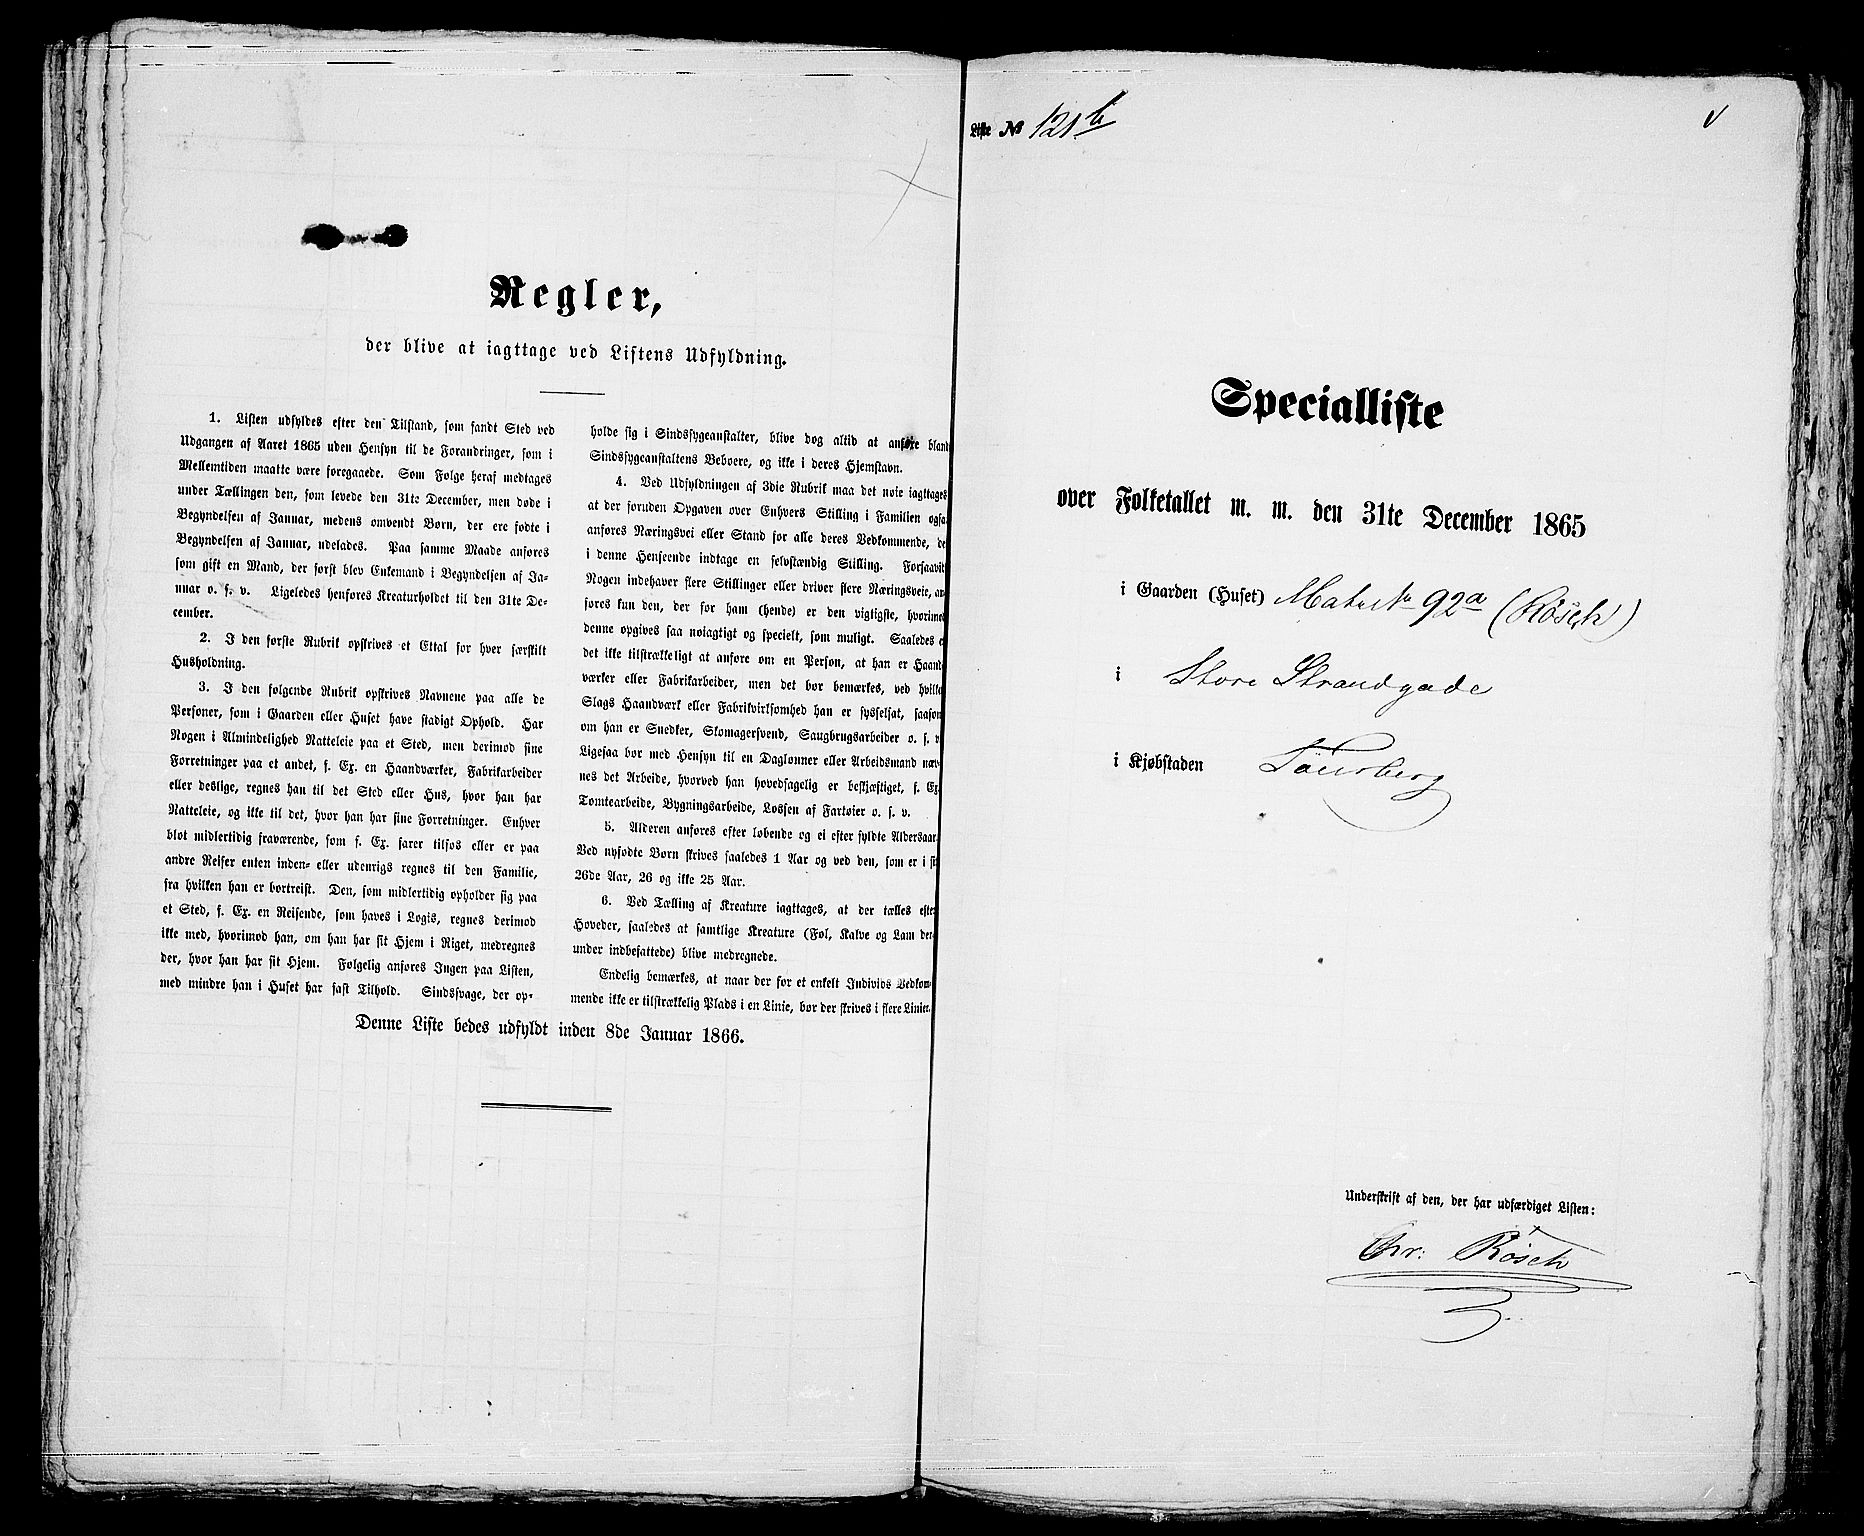 Regler,
der blive at iagttage ved Listens Udfyldning.
1. Listen udfyldes efter den Tilstand, som fandt Sted ved
Udgangen af Aaret 1865 uden Hensyn til de Forandringer, som i
Mellemtiden maatte være foregaaede. Som Følge heraf medtages
under Tællingen den, som levede den 31te December, men døde i
Begyndelsen af Januar, medens omvendt Børn, der ere fødte i
Begyndelsen af Januar, udelades. Paa samme Maade anføres
som gift en Mand, der først blev Enkemand i Begyndelsen af Ja-
nuar o. s. v. Ligeledes henføres Kreaturholdet til den 31te De-
cember.
2. I den første Rubrik opskrives et Ettal for hver særskilt
Husholdning.
3. I den følgende Rubrik opskrives Navnene paa alle de
Personer, som i Gaarden eller Huset have stadigt Ophold. Har
Nogen i Almindelighed Natteleie paa et Sted, men derimod sine
Forretninger paa et andet, f. Ex. en Haandværker, Fabrikarbeider
eller deslige, regnes han til det Sted eller Hus, hvor han har
Natteleie, og ikke til det, hvor han har sine Forretninger. Enhver
blot midlertidig fraværende, som f. Ex. farer tilsøs eller er paa
andre Reiser enten inden- eller udenrigs regnes til den Familie,
fra hvilken han er bortreist. Den, som midlertidig opholder sig paa
et Sted, f. Ex. en Reisende, som haves i Logis, regnes derimod
ikke med, hvorimod han, om han har sit Hjem i Riget, medregnes
der, hvor han har sit Hjem. Følgelig anføres Ingen paa Listen,
med mindre han i Huset har fast Tilhold. Sindssvage, der op-
holde sig i Sindssygeanstalter, blive dog altid at anføre bland
Sindssygeanstaltens Beboere, og ikke i deres Hjemstavn.
4. Ved Udfyldningen af 3die Rubrik maa det nøie iagttages
at der foruden Opgaven over Enhvers Stilling i Familien ogsaa
anføres Næringsvei eller Stand for alle deres Vedkommende, de
i denne Henseende indtage en selvstændig Stilling. Forsaavit
Nogen indehaver flere Stillinger eller driver flere Næringsveie, an
føres kun den, der for ham (hende) er den vigtigste, hvorimod
denne opgives saa nøiagtigt og specielt, som muligt. Saaledes e
det ikke tilstrækkeligt at anføre om en Person, at han er Haand
værker eller Fabrikarbeider, men det bør bemærkes, ved hvilke
Slags Haandværk eller Fabrikvirksomhed han er sysselsat, saasom
om han er Snedker, Skomagersvend, Saugbrugsarbeider o. s. v
Ligesaa bør med Hensyn til en Dagløнner eller Arbeidsmand næv
nes det Arbeide, hvorved han hovedsagelig er beskjæftiget, f. Ex
Tomtearbeide, Bygningsarbeide, Lossen af Fartøier o. s. v.
5. Alderen anføres efter løbende og ei efter fyldte Aldersaar
Ved nyfødte Børn skrives saaledes 1 Aar og ved den, som er i sit
26de Aar, 26 og ikke 25 Aar.
6. Ved Tælling af Kreature iagttages, at der tælles efter
Hoveder, saaledes at samtlige Kreature (Føl, Kalve og Lam der-
under indbefattede) blive medregnede.
Endelig bemærkes, at naar der for et enkelt Individs Vedkom-
mende ikke er tilstrækkelig Plads i en Linie, bør der skrives i flere Linier.
Denne Liste bedes udfyldt inden 8de Januar 1866.
Liste № 121b
Specialliste
over Folketallet m. m. den 31te December 1865
i Gaarden (Huset) Matr No 92a (Rösch)
i Store Strandgade
i Kjøbstaden Tønsberg
Underskrift af den, der har udfærdiget Listen:
Chr: Rösch